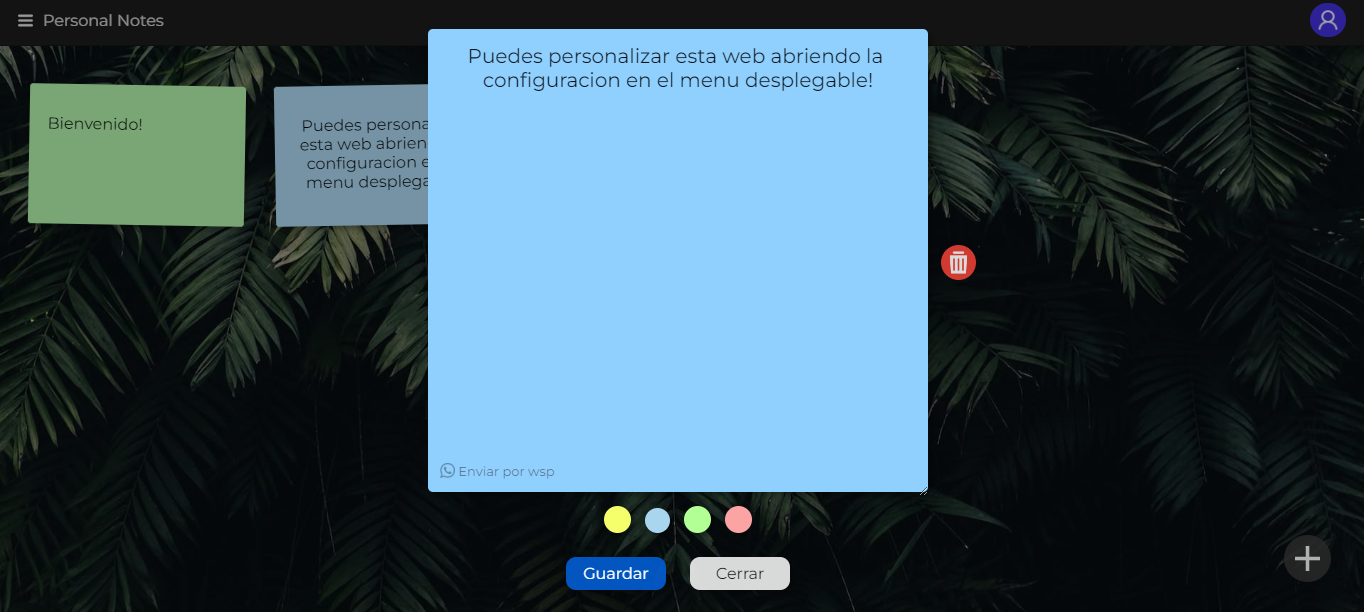 Personal Notes
Bienvenido!
Puedes persona
esta web abrien
configuracion e
menu desplega
Puedes personalizar esta web abriendo la
configuracion en el menu desplegable!
Enviar por wsp
Guardar
Cerrar